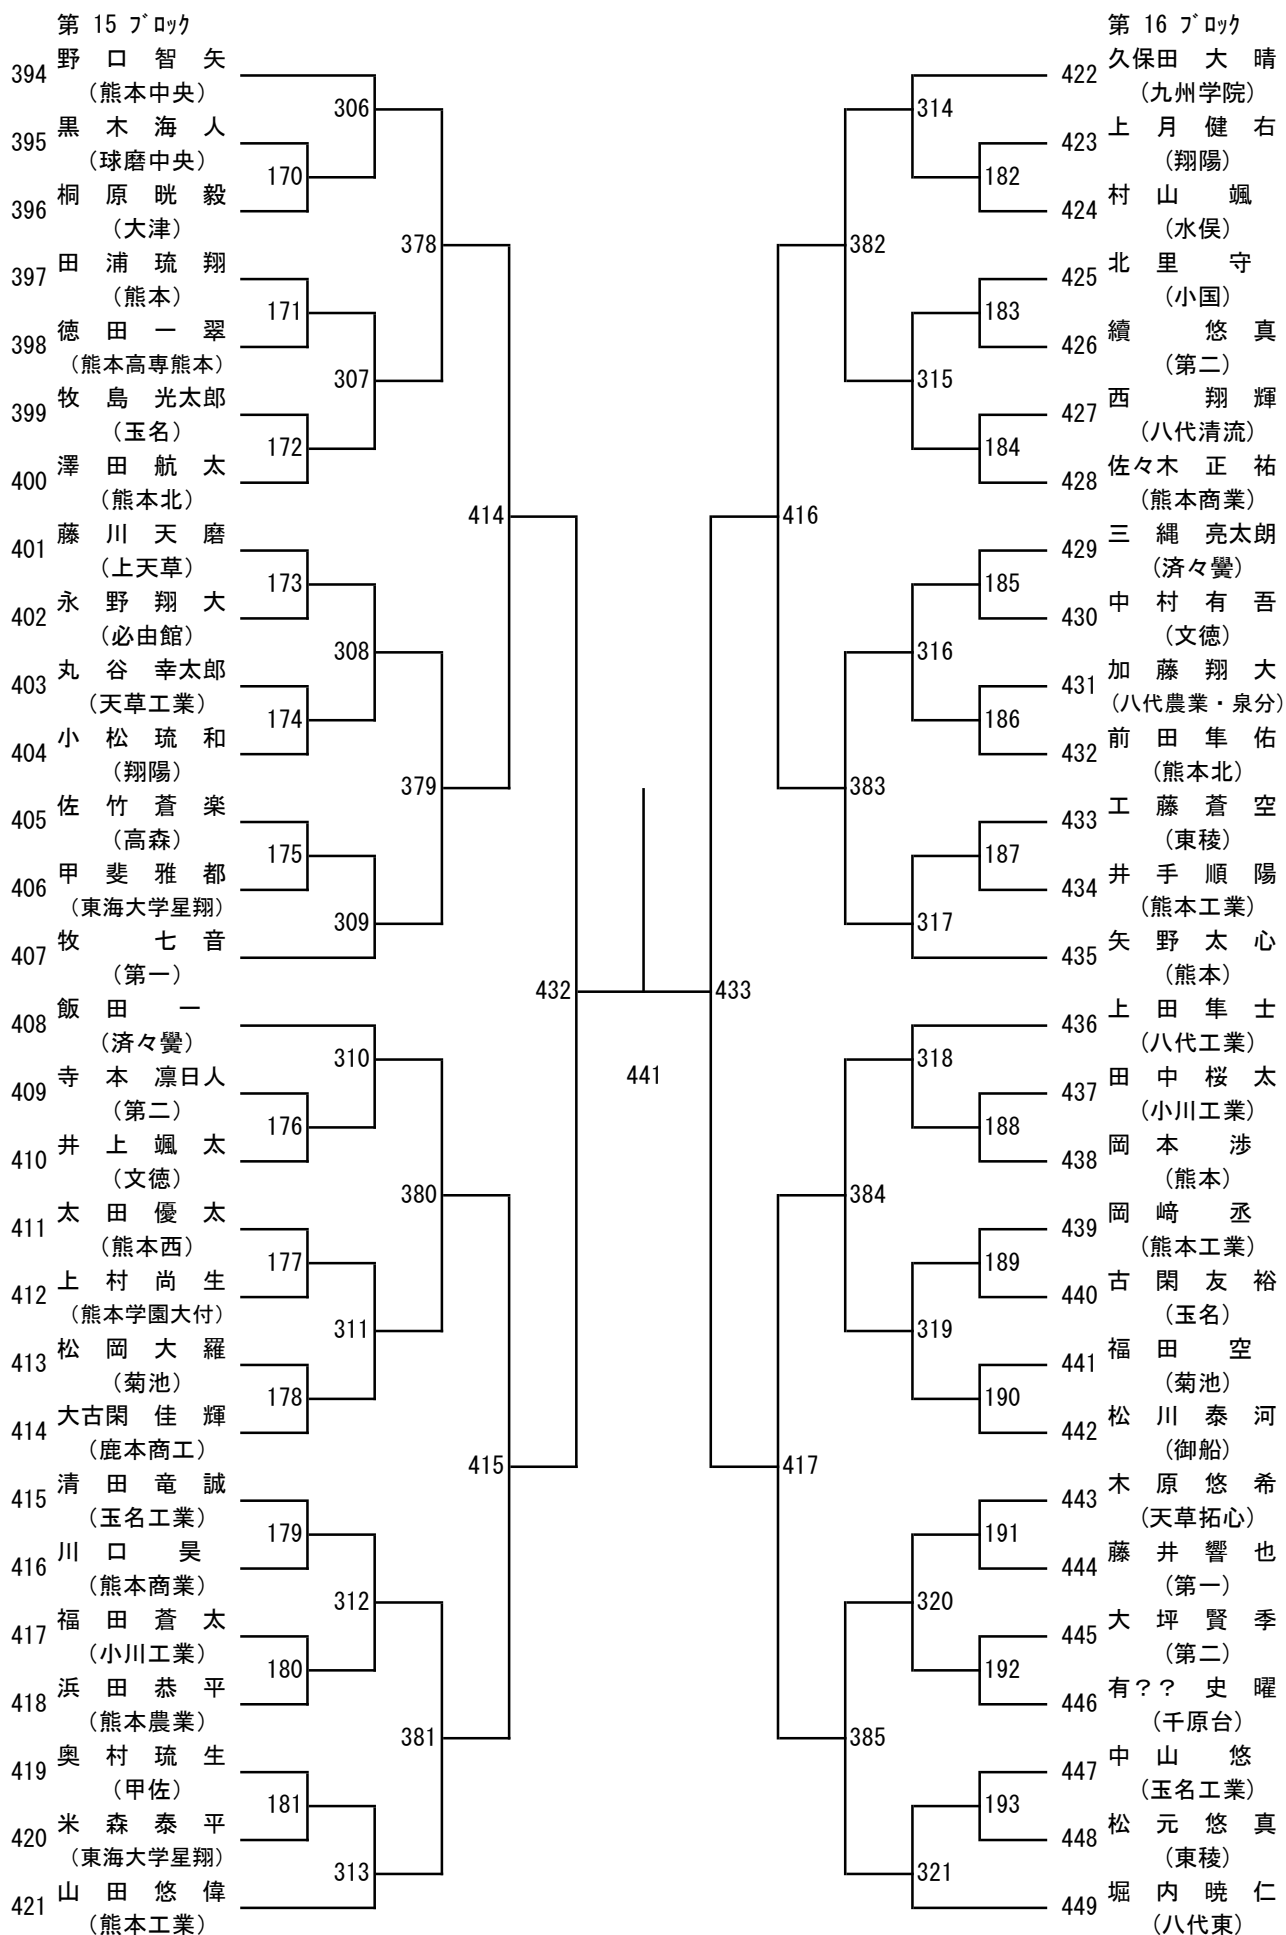 第 15 ブロック
394 野 口 智 矢
(熊本中央)
306
395 黒 木 海 人
(球磨中央)
170
396 桐 原 晄 毅
(大津)
378
397 田 浦 琉 翔
(熊本)
171
398 徳 田 一 翠
(熊本高専熊本)
307
399 牧 島 光太郎
(玉名)
172
400 澤 田 航 太
(熊本北)
414
401 藤 川 天 磨
(上天草)
173
402 永 野 翔 大
(必由館)
308
403 丸 谷 幸太郎
(天草工業)
174
404 小 松 琉 和
(翔陽)
379
405 佐 竹 蒼 楽
(高森)
175
406 甲 斐 雅 都
(東海大学星翔)
309
407 牧 七 音
(第一)
432
408 飯 田 一
(済々黌)
310
409 寺 本 凛日人
(第二)
176
410 井 上 颯 太
(文徳)
380
411 太 田 優 太
(熊本西)
177
412 上 村 尚 生
(熊本学園大付)
311
413 松 岡 大 羅
(菊池)
178
414 大古閑 佳 輝
(鹿本商工)
415
415 清 田 竜 誠
(玉名工業)
179
416 川 口 昊
(熊本商業)
312
417 福 田 蒼 太
(小川工業)
180
418 浜 田 恭 平
(熊本農業)
381
419 奥 村 琉 生
(甲佐)
181
420 米 森 泰 平
(東海大学星翔)
313
421 山 田 悠 偉
(熊本工業)
441
第 16 ブロック
422 久保田 大 晴
(九州学院)
314
423 上 月 健 右
(翔陽)
182
424 村 山 颯
(水俣)
382
425 北 里 守
(小国)
183
426 續 悠 真
(第二)
315
427 西 翔 輝
(八代清流)
184
428 佐々木 正 祐
(熊本商業)
416
429 三 縄 亮太朗
(済々黌)
185
430 中 村 有 吾
(文徳)
316
431 加 藤 翔 大
(八代農業・泉分)
186
432 前 田 隼 佑
(熊本北)
383
433 工 藤 蒼 空
(東稜)
187
434 井 手 順 陽
(熊本工業)
317
435 矢 野 太 心
(熊本)
433
436 上 田 隼 士
(八代工業)
318
437 田 中 桜 太
(小川工業)
188
438 岡 本 渉
(熊本)
384
439 岡 﨑 丞
(熊本工業)
189
440 古 閑 友 裕
(玉名)
319
441 福 田 空
(菊池)
190
442 松 川 泰 河
(御船)
417
443 木 原 悠 希
(天草拓心)
191
444 藤 井 響 也
(第一)
320
445 大 坪 賢 季
(第二)
192
446 有?? 史 曜
(千原台)
385
447 中 山 悠
(玉名工業)
193
448 松 元 悠 真
(東稜)
321
449 堀 内 暁 仁
(八代東)